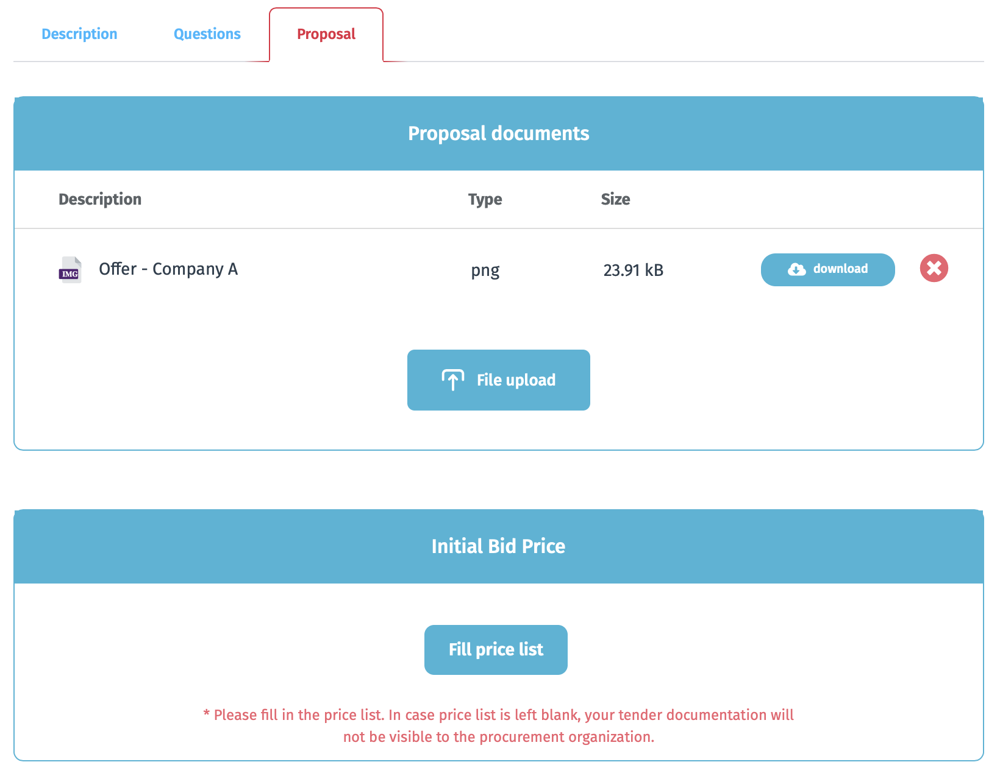 Description Questions Proposal
Proposal documents
Description Type Size
IMG Offer - Company A png 23.91 kB download
File upload
Initial Bid Price
Fill price list
* Please fill in the price list. In case price list is left blank, your tender documentation will
not be visible to the procurement organization.